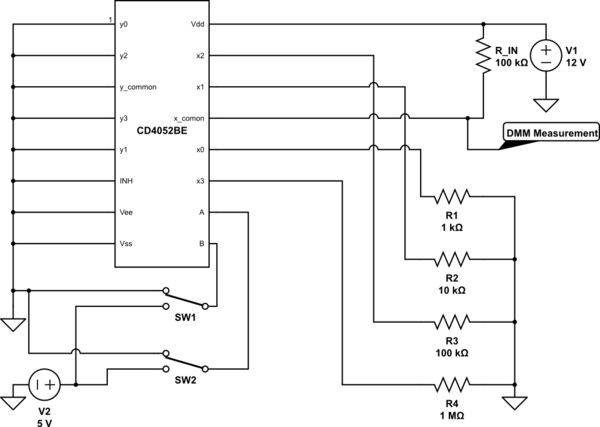 1 y0 Vdd
y2 x2
y_common x1
y3 x_comon
CD4052BE
y1 x0
INH x3
Vee A
Vss B
R_IN
100 kΩ
V1
12 V
DMM Measurement
R1
1 kΩ
R2
10 kΩ
R3
100 kΩ
R4
1 MΩ
SW1
SW2
V2
5 V